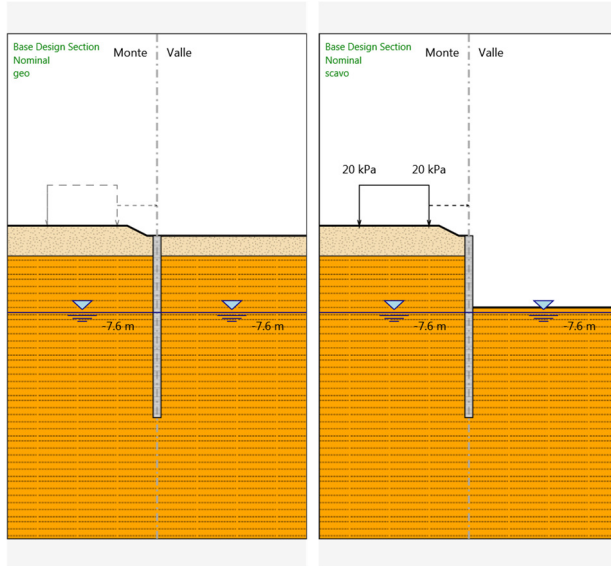 Base Design Section
Nominal
geo
Monte
Valle
-7.6 m
-7.6 m
Base Design Section
Nominal
scavo
Monte
Valle
20 kPa
20 kPa
-7.6 m
-7.6 m